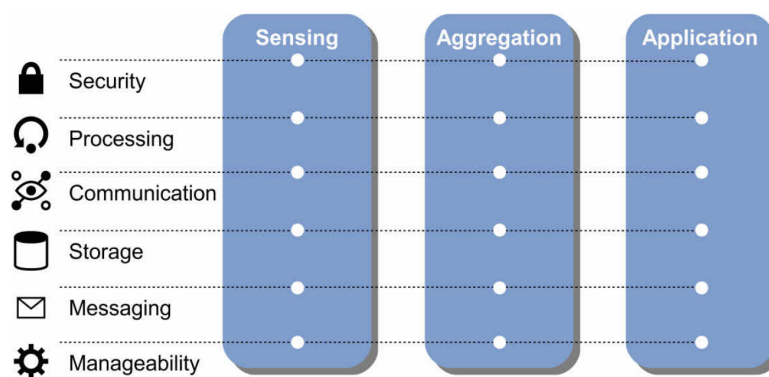 Sensing Aggregation Application
Security
Processing
Communication
Storage
Messaging
Manageability